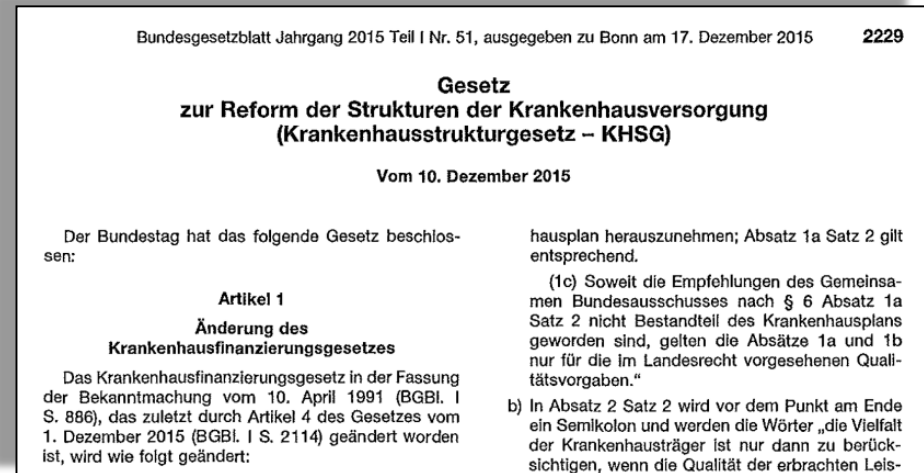 Bundesgesetzblatt Jahrgang 2015 Teil I Nr. 51, ausgegeben zu Bonn am 17. Dezember 2015 2229
Gesetz
zur Reform der Strukturen der Krankenhausversorgung
(Krankenhausstrukturgesetz – KHSG)
Vom 10. Dezember 2015
Der Bundestag hat das folgende Gesetz beschlos-
sen:
Artikel 1
Änderung des
Krankenhausfinanzierungsgesetzes
Das Krankenhausfinanzierungsgesetz in der Fassung
der Bekanntmachung vom 10. April 1991 (BGBl. I
S. 886), das zuletzt durch Artikel 4 des Gesetzes vom
1. Dezember 2015 (BGBl. I S. 2114) geändert worden
ist, wird wie folgt geändert:
hausplan herauszunehmen; Absatz 1a Satz 2 gilt
entsprechend.
(1c) Soweit die Empfehlungen des Gemeinsa-
men Bundesausschusses nach § 6 Absatz 1a
Satz 2 nicht Bestandteil des Krankenhausplans
geworden sind, gelten die Absätze 1a und 1b
nur für die im Landesrecht vorgesehenen Quali-
tätsvorgaben.“
b) In Absatz 2 Satz 2 wird vor dem Punkt am Ende
ein Semikolon und werden die Wörter „die Vielfalt
der Krankenhausträger ist nur dann zu berück-
sichtigen, wenn die Qualität der erbrachten Leis-